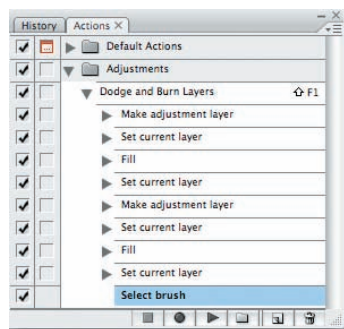 History Actions ×
Default Actions
Adjustments
Dodge and Burn Layers ⇧F1
Make adjustment layer
Set current layer
Fill
Set current layer
Make adjustment layer
Set current layer
Fill
Set current layer
Select brush